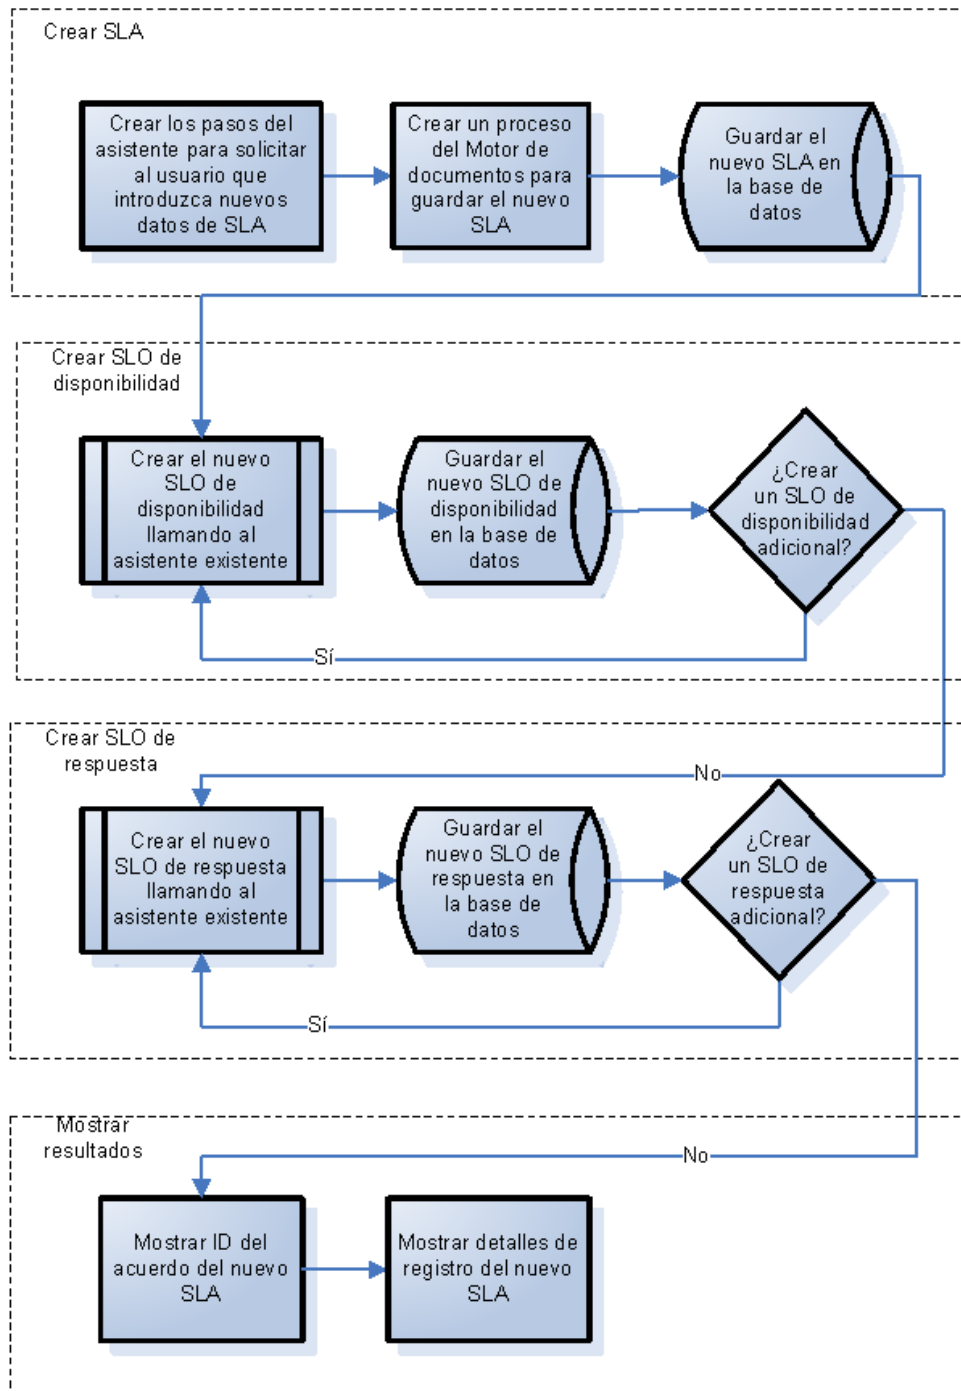 Crear SLA
Crear los pasos del
asistente para solicitar
al usuario que
introduzca nuevos
datos de SLA
Crear un proceso
del Motor de
documentos para
guardar el nuevo
SLA
Guardar el
nuevo SLA en
la base de
datos
Crear SLO de
disponibilidad
Crear el nuevo
SLO de
disponibilidad
llamando al
asistente existente
Guardar el
nuevo SLO de
disponibilidad
en la base de
datos
¿Crear
un SLO de
disponibilidad
adicional?
Sí
No
Crear SLO de
respuesta
Crear el nuevo
SLO de respuesta
llamando al
asistente existente
Guardar el
nuevo SLO de
respuesta en
la base de
datos
¿Crear
un SLO de
respuesta
adicional?
Sí
No
Mostrar
resultados
Mostrar ID del
acuerdo del nuevo
SLA
Mostrar detalles de
registro del nuevo
SLA